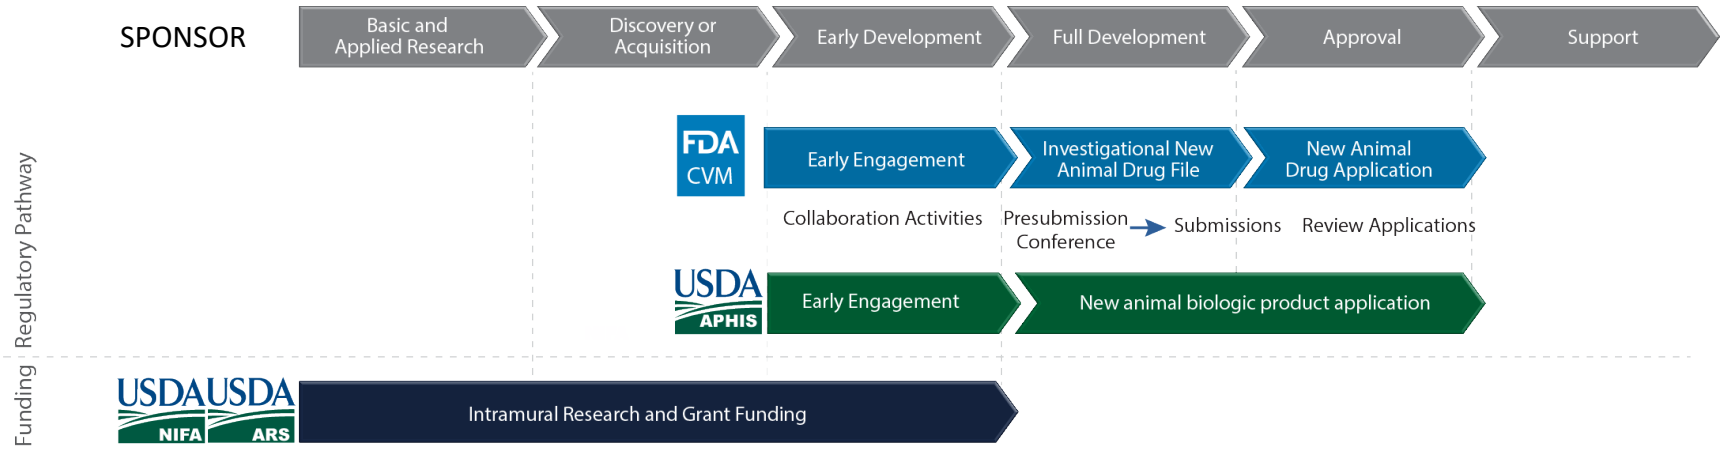 SPONSOR
Basic and
Applied Research
Discovery or
Acquisition
Early Development
Full Development
Approval
Support
Regulatory Pathway
FDA
CVM
Early Engagement
Investigational New
Animal Drug File
New Animal
Drug Application
Collaboration Activities
Presubmission
Conference
Submissions
Review Applications
USDA
APHIS
Early Engagement
New animal biologic product application
Funding
USDA
NIFA
USDA
ARS
Intramural Research and Grant Funding